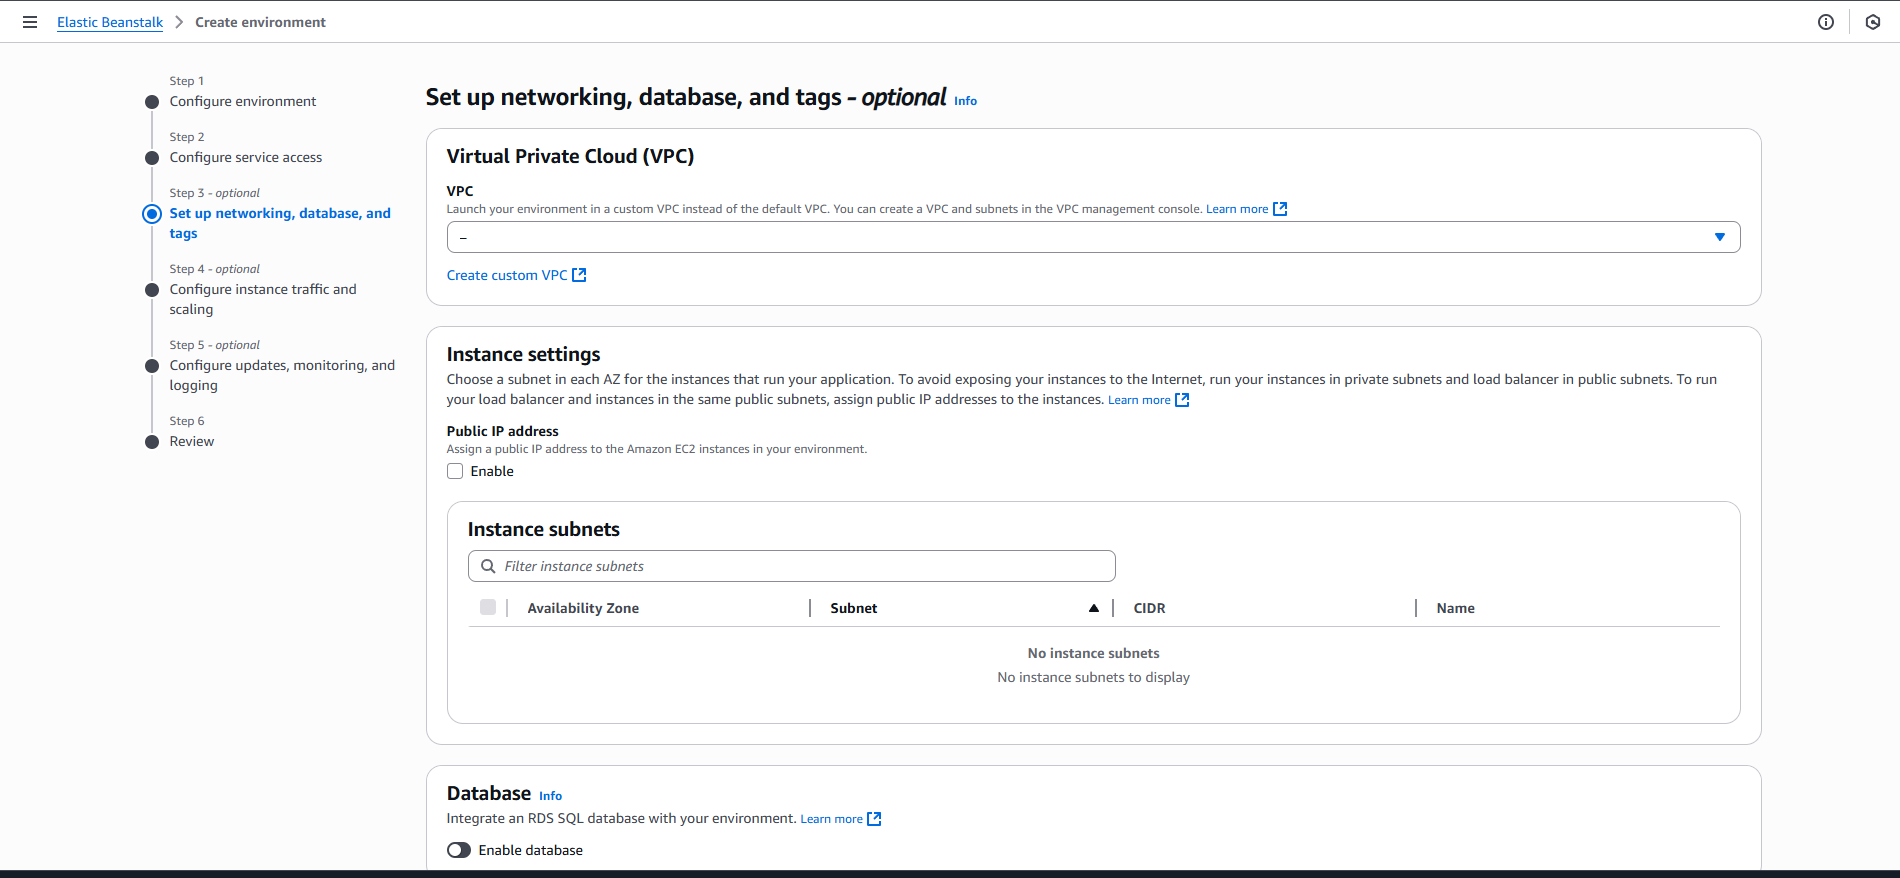 Elastic Beanstalk
Create environment
Step 1
Configure environment
Step 2
Configure service access
Step 3 - optional
Set up networking, database, and
tags
Step 4 - optional
Configure instance traffic and
scaling
Step 5 - optional
Configure updates, monitoring, and
logging
Step 6
Review
Set up networking, database, and tags - optional Info
Virtual Private Cloud (VPC)
VPC
Launch your environment in a custom VPC instead of the default VPC. You can create a VPC and subnets in the VPC management console. Learn more
–
Create custom VPC
Instance settings
Choose a subnet in each AZ for the instances that run your application. To avoid exposing your instances to the Internet, run your instances in private subnets and load balancer in public subnets. To run
your load balancer and instances in the same public subnets, assign public IP addresses to the instances. Learn more
Public IP address
Assign a public IP address to the Amazon EC2 instances in your environment.
Enable
Instance subnets
Filter instance subnets
Availability Zone Subnet CIDR Name
No instance subnets
No instance subnets to display
Database Info
Integrate an RDS SQL database with your environment. Learn more
Enable database